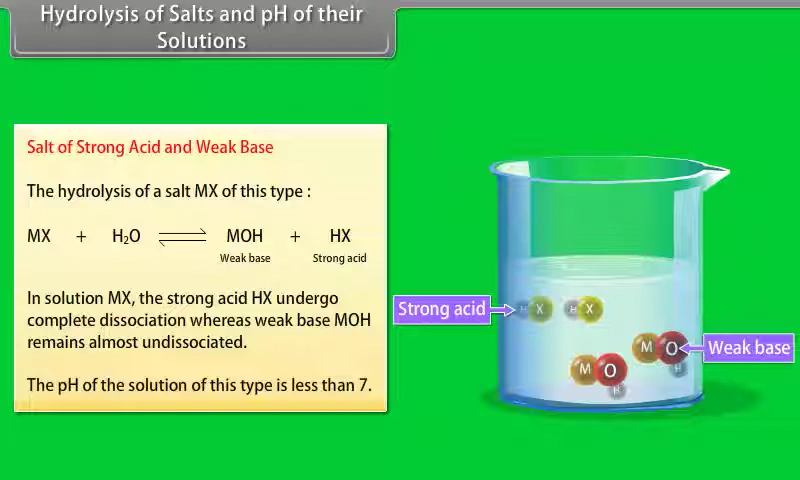 Hydrolysis of Salts and pH of their
Solutions
Salt of Strong Acid and Weak Base
The hydrolysis of a salt MX of this type :
MX + H₂O ⇌ MOH + HX
Weak base Strong acid
In solution MX, the strong acid HX undergo
complete dissociation whereas weak base MOH
remains almost undissociated.
The pH of the solution of this type is less than 7.
Strong acid
H X H X
M O
H
Weak base
M O
H